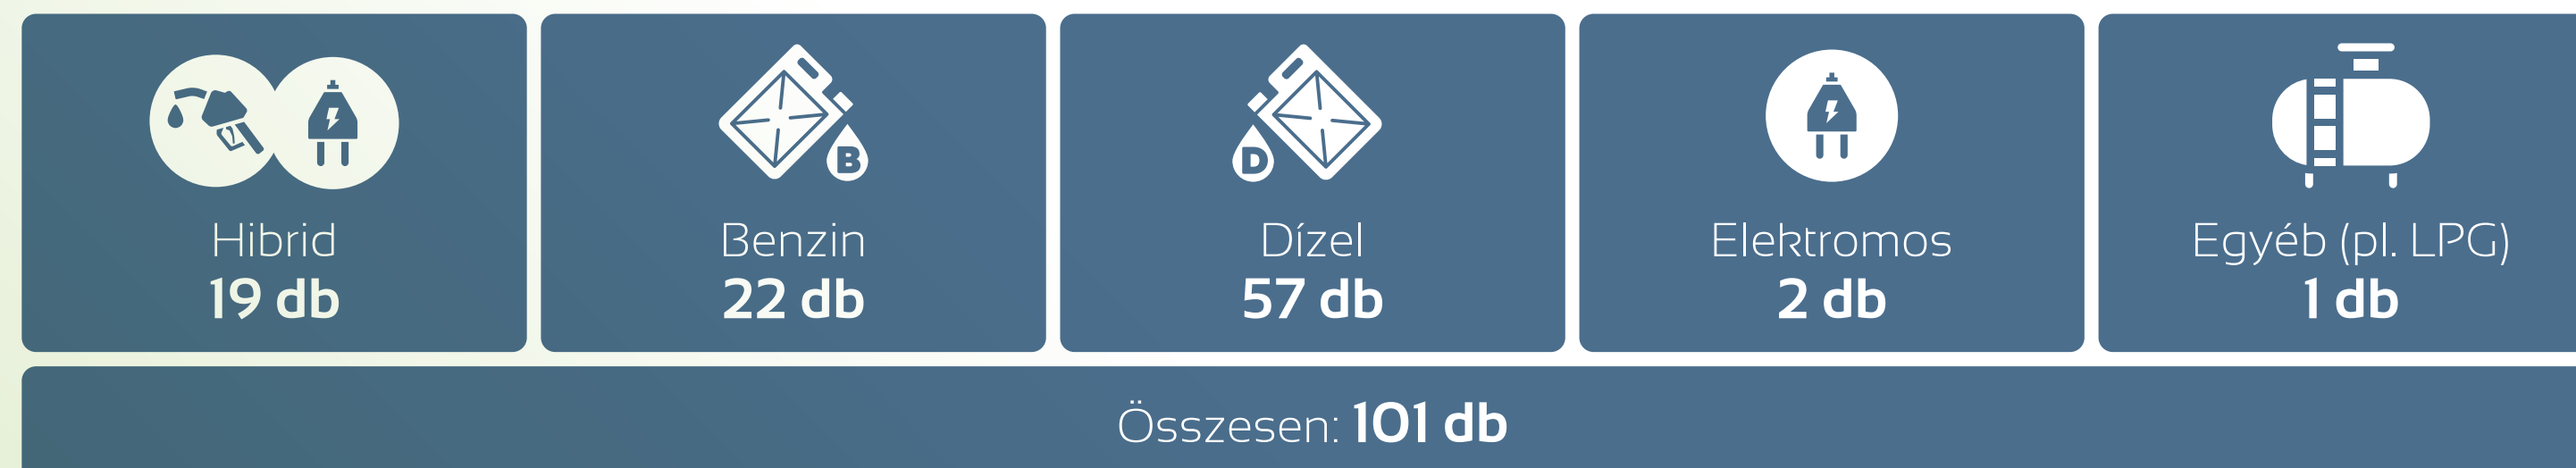 B
D
Hibrid
19 db
Benzin
22 db
Dízel
57 db
Elektromos
2 db
Egyéb (pl. LPG)
1 db
Összesen: 101 db